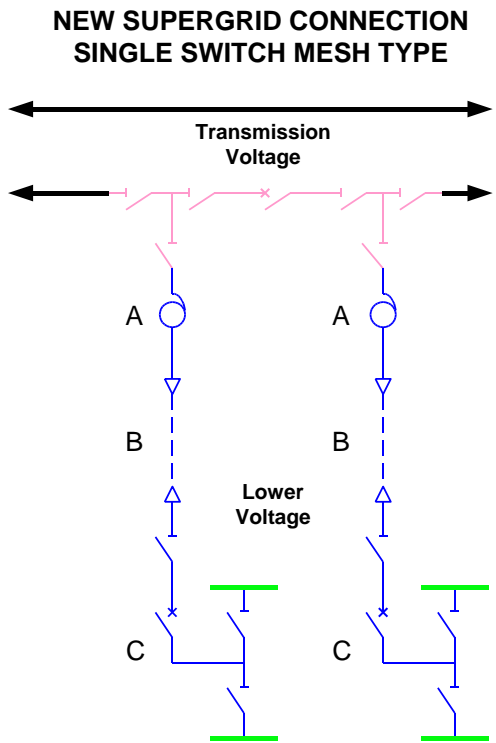 NEW SUPERGRID CONNECTION
SINGLE SWITCH MESH TYPE
Transmission
Voltage
A
A
B
B
Lower
Voltage
C
C